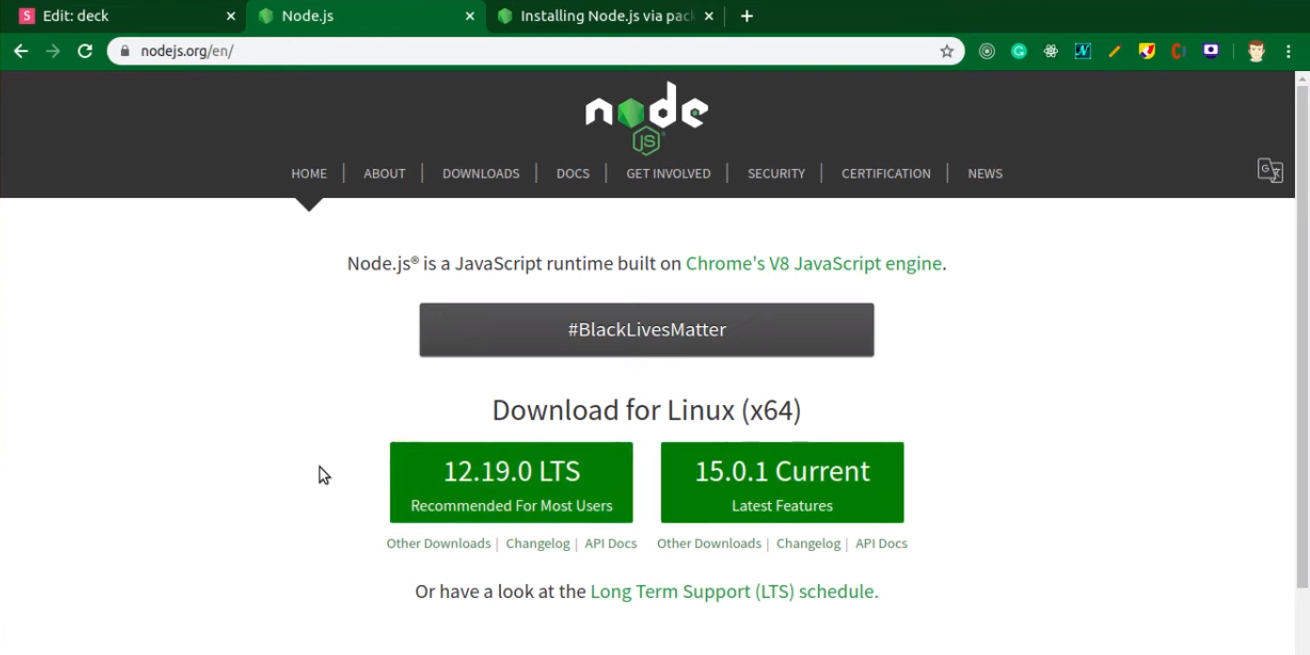 Edit: deck
Node.js
Installing Node.js via pac
nodejs.org/en/
node
JS
HOME | ABOUT | DOWNLOADS | DOCS | GET INVOLVED | SECURITY | CERTIFICATION | NEWS
Node.js® is a JavaScript runtime built on Chrome's V8 JavaScript engine.
#BlackLivesMatter
Download for Linux (x64)
12.19.0 LTS
Recommended For Most Users
15.0.1 Current
Latest Features
Other Downloads | Changelog | API Docs
Other Downloads | Changelog | API Docs
Or have a look at the Long Term Support (LTS) schedule.